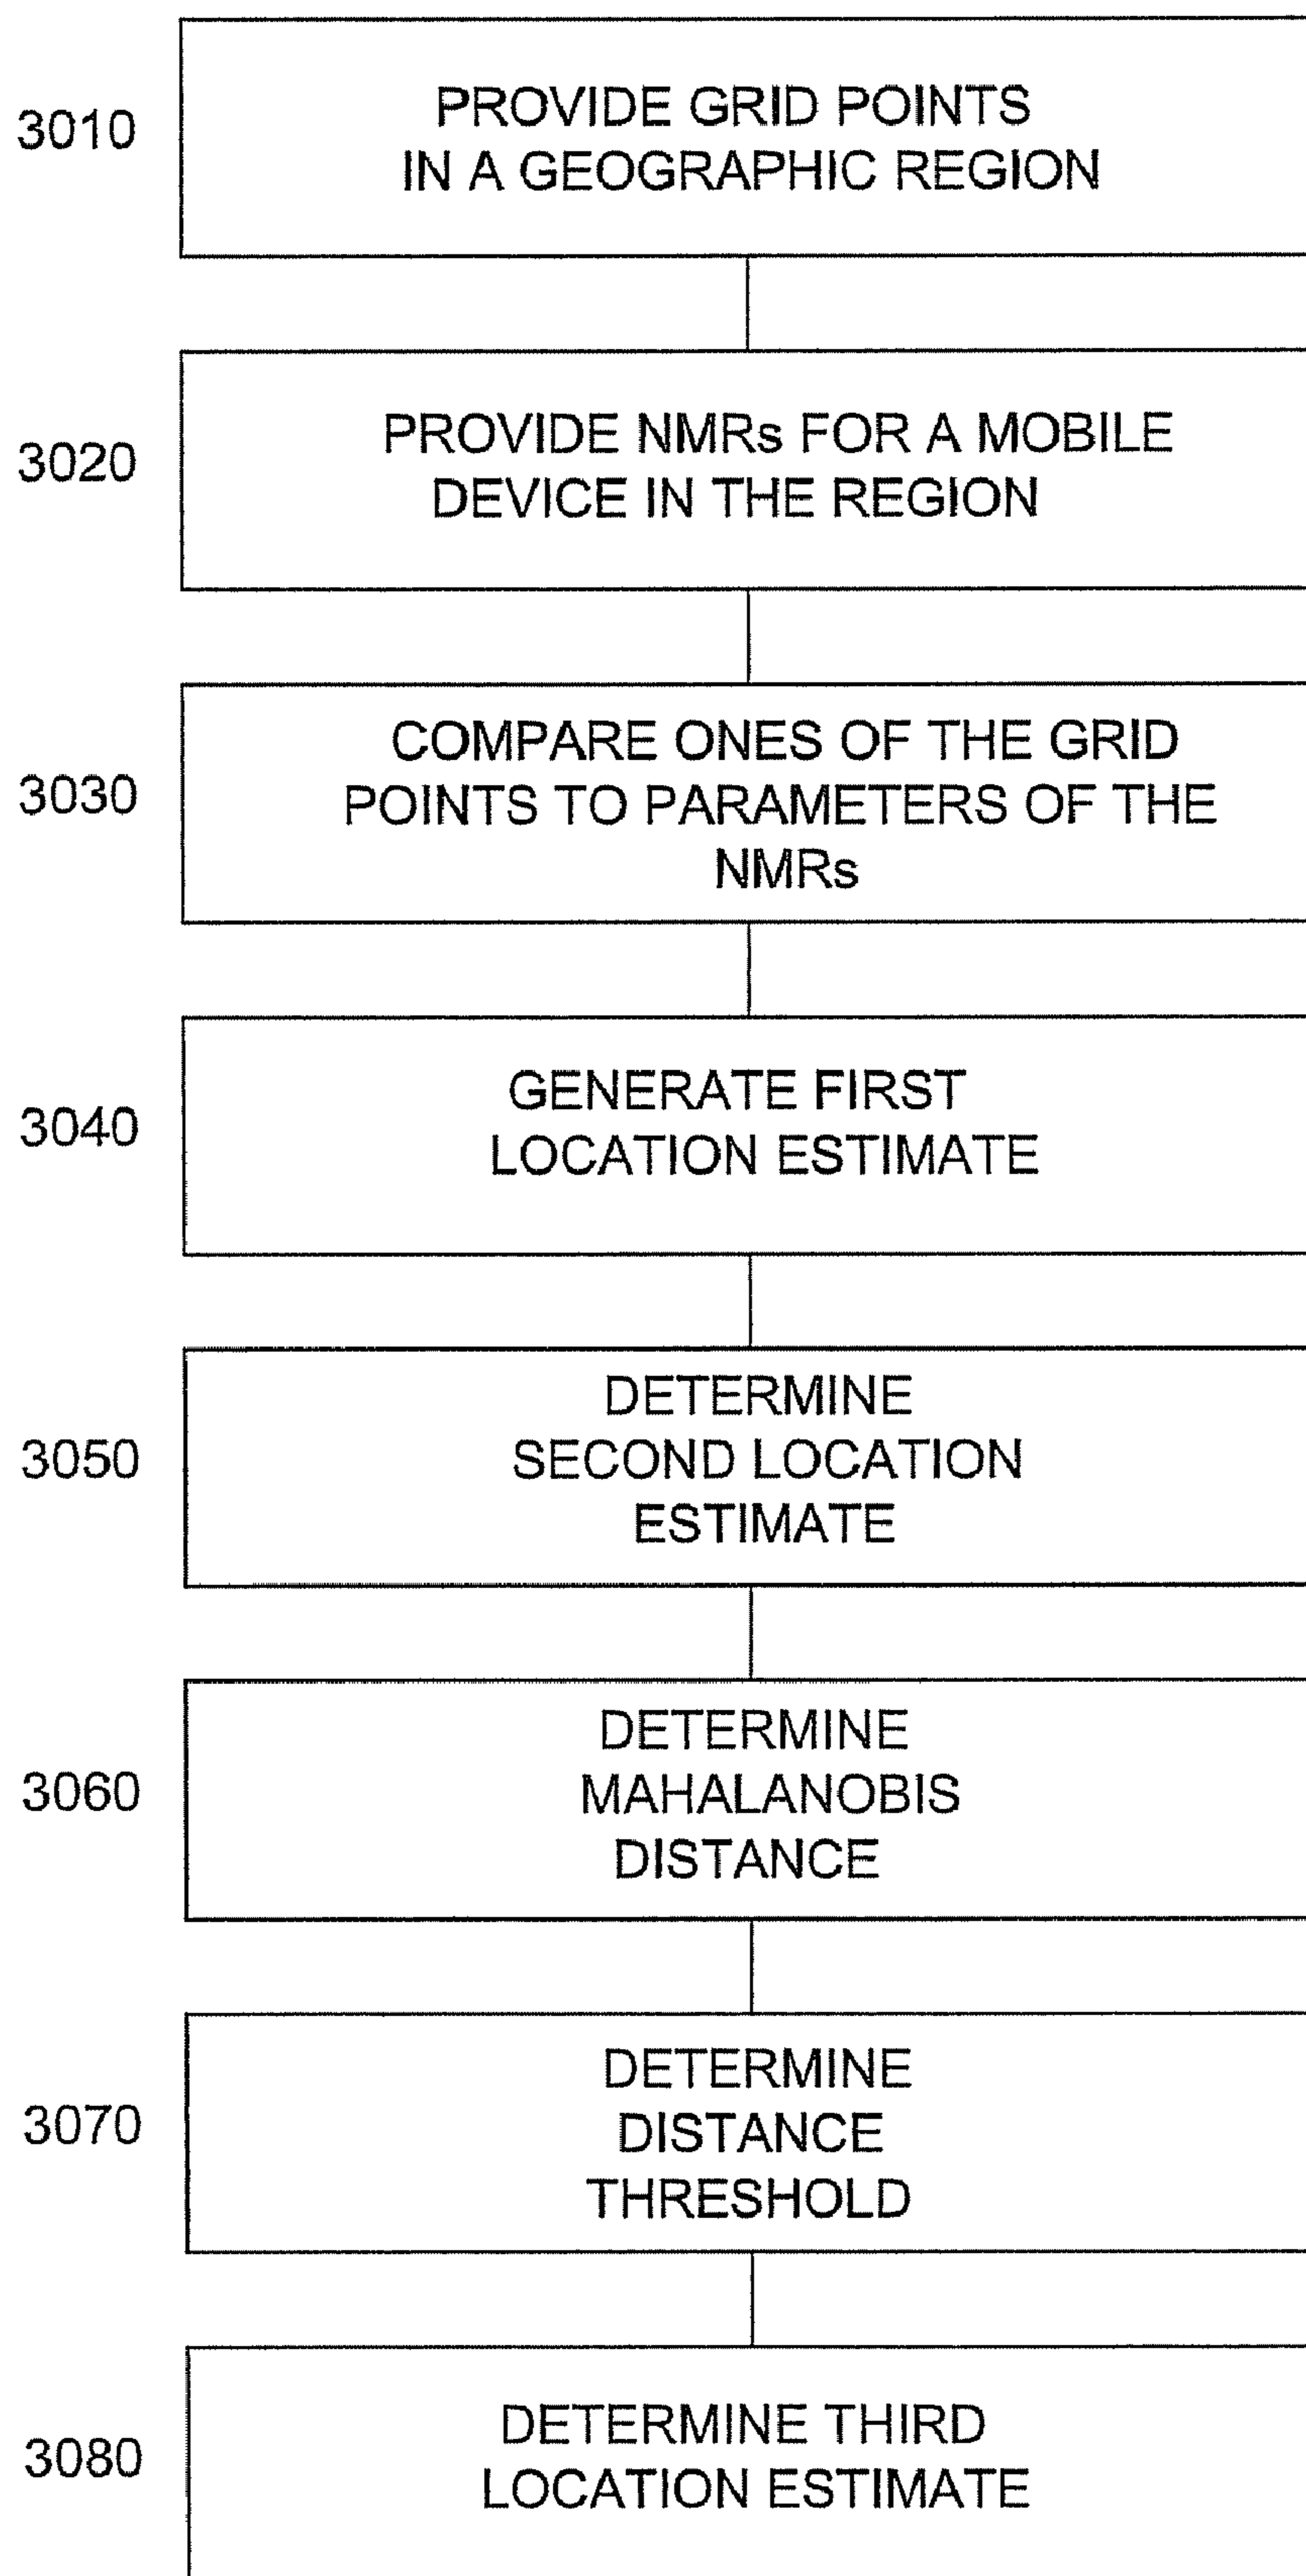 3010
PROVIDE GRID POINTS
IN A GEOGRAPHIC REGION
3020
PROVIDE NMRs FOR A MOBILE
DEVICE IN THE REGION
3030
COMPARE ONES OF THE GRID
POINTS TO PARAMETERS OF THE
NMRs
3040
GENERATE FIRST
LOCATION ESTIMATE
3050
DETERMINE
SECOND LOCATION
ESTIMATE
3060
DETERMINE
MAHALANOBIS
DISTANCE
3070
DETERMINE
DISTANCE
THRESHOLD
3080
DETERMINE THIRD
LOCATION ESTIMATE